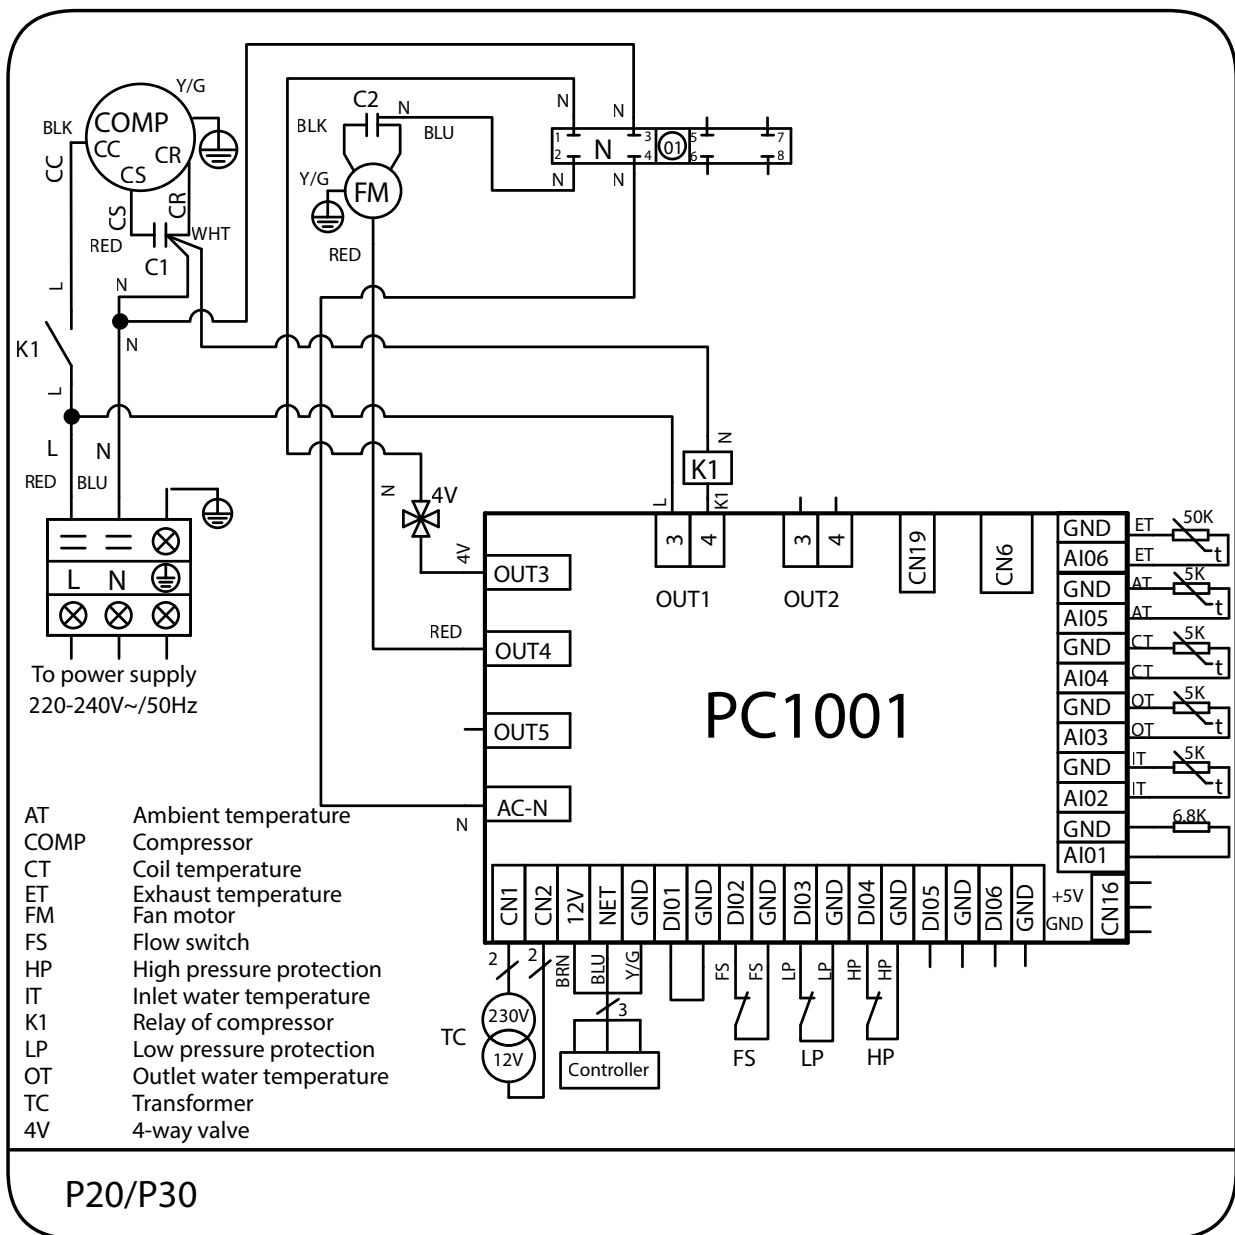 Y/G
C2
N
N
N
BLK
COMP
BLK
BLU
1
3
5
7
CC
CR
N
01
CS
2
4
6
8
CC
Y/G
FM
N
N
CS
CR
RED
WHT
RED
C1
L
N
K1
N
L
L
N
N
K1
RED
BLU
N
4V
L
K1
3
4
3
4
CN19
CN6
GND
ET
50K
4V
OUT3
AI06
ET
t
L
N
OUT1
OUT2
GND
AT
5K
AI05
AT
t
RED
OUT4
GND
CT
5K
To power supply
AI04
CT
t
220-240V~/50Hz
PC1001
GND
OT
5K
OUT5
AI03
OT
t
GND
IT
5K
AC-N
AI02
IT
t
N
GND
6.8K
AI01
AT Ambient temperature
COMP Compressor
CT Coil temperature
ET Exhaust temperature
FM Fan motor
FS Flow switch
HP High pressure protection
IT Inlet water temperature
K1 Relay of compressor
LP Low pressure protection
OT Outlet water temperature
TC Transformer
4V 4-way valve
CN1
CN2
12V
NET
GND
DI01
GND
DI02
GND
DI03
GND
DI04
GND
DI05
GND
DI06
GND
+5V
GND
CN16
2
2
BRN
BLU
Y/G
FS
FS
LP
LP
HP
HP
230V
3
TC
12V
Controller
FS
LP
HP
P20/P30